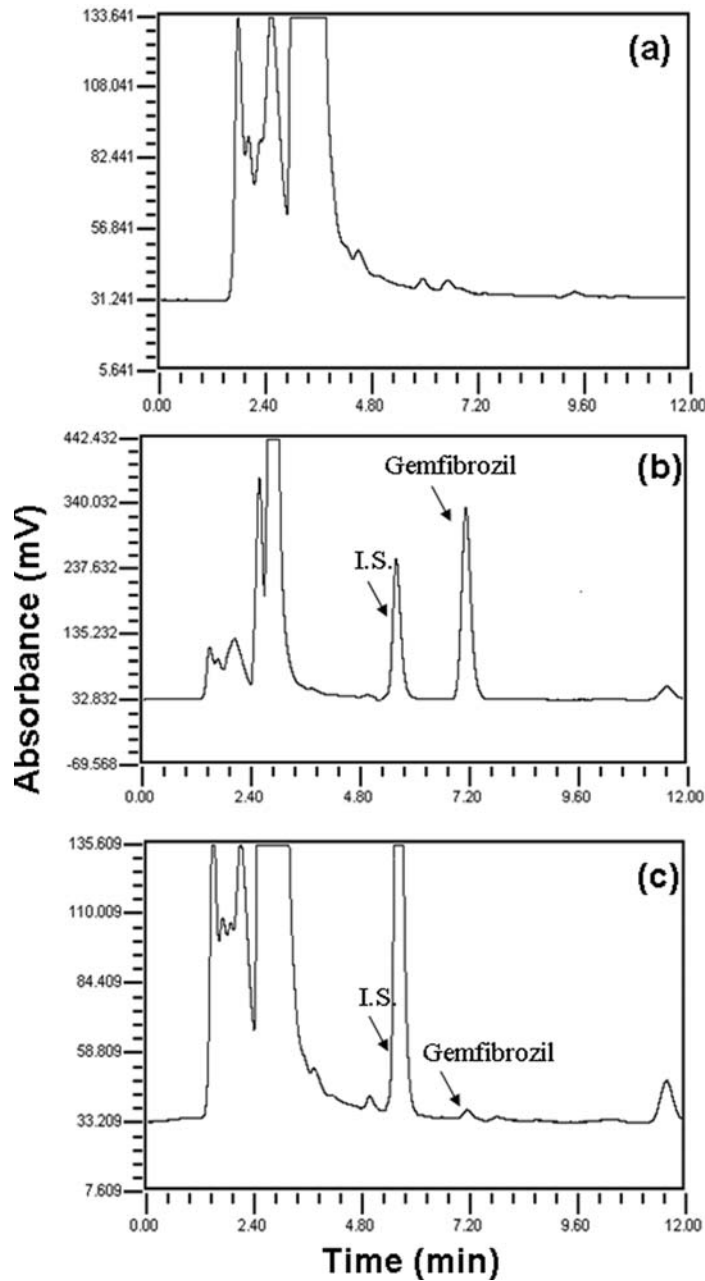 (a)
133.641
108.041
82.441
56.841
31.241
5.641
0.00 2.40 4.80 7.20 9.60 12.00
(b)
442.432
340.032
237.632
135.232
32.832
-69.568
Gemfibrozil
I.S.
0.00 2.40 4.80 7.20 9.60 12.00
Absorbance (mV)
(c)
135.609
110.009
84.409
58.809
33.209
7.609
I.S.
Gemfibrozil
0.00 2.40 4.80 7.20 9.60 12.00
Time (min)